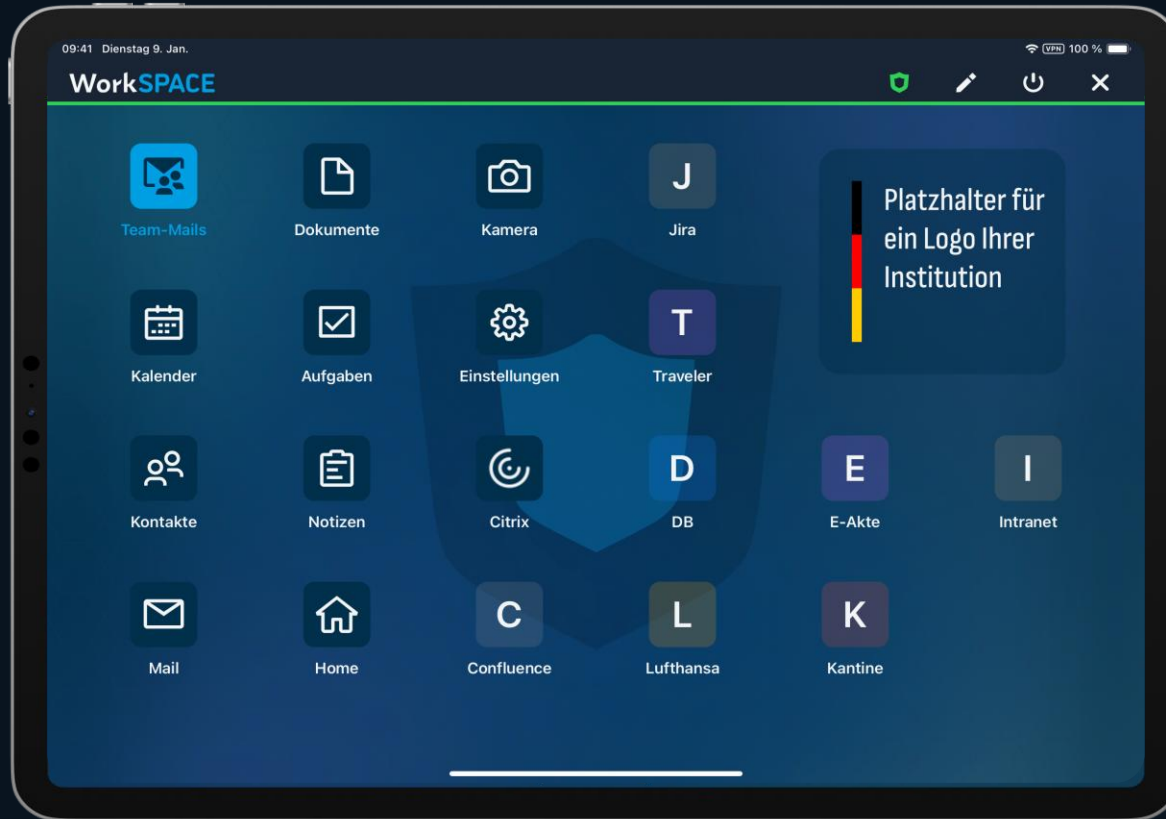 09:41 Dienstag 9. Jan.
VPN 100 %
WorkSPACE
J
Team-Mails Dokumente Kamera Jira
Platzhalter für
ein Logo Ihrer
Institution
T
Kalender Aufgaben Einstellungen Traveler
D E I
Kontakte Notizen Citrix DB E-Akte Intranet
C L K
Mail Home Confluence Lufthansa Kantine